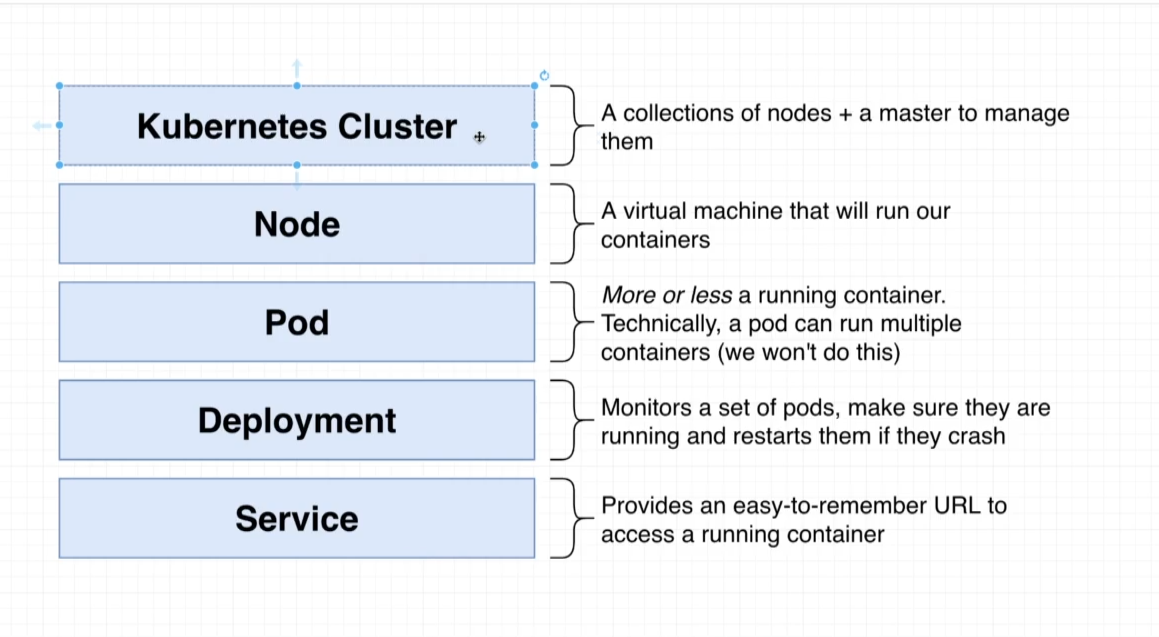 Kubernetes Cluster
A collections of nodes + a master to manage
them
Node
A virtual machine that will run our
containers
Pod
More or less a running container.
Technically, a pod can run multiple
containers (we won't do this)
Deployment
Monitors a set of pods, make sure they are
running and restarts them if they crash
Service
Provides an easy-to-remember URL to
access a running container